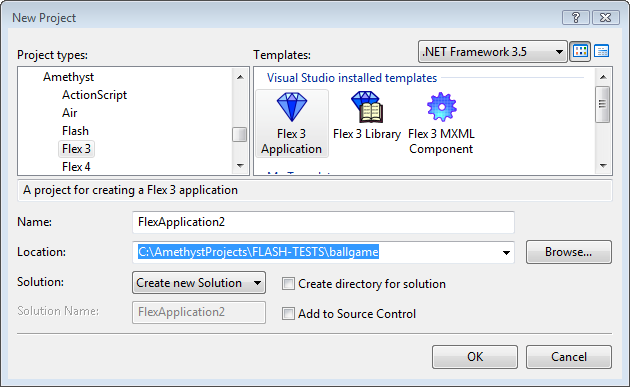 New Project
Project types:
Templates:
.NET Framework 3.5
Amethyst
ActionScript
Air
Flash
Flex 3
Flex 4
Visual Studio installed templates
Flex 3 Application
Flex 3 Library
Flex 3 MXML Component
A project for creating a Flex 3 application
Name:
FlexApplication2
Location:
C:\AmethystProjects\FLASH-TESTS\ballgame
Browse...
Solution:
Create new Solution
Create directory for solution
Solution Name:
FlexApplication2
Add to Source Control
OK
Cancel